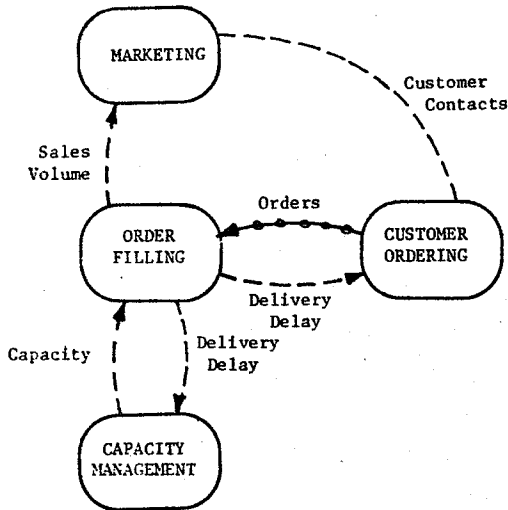 MARKETING
Customer
Contacts
Sales
Volume
Orders
ORDER
FILLING
CUSTOMER
ORDERING
Delivery
Delay
Capacity
Delivery
Delay
CAPACITY
MANAGEMENT